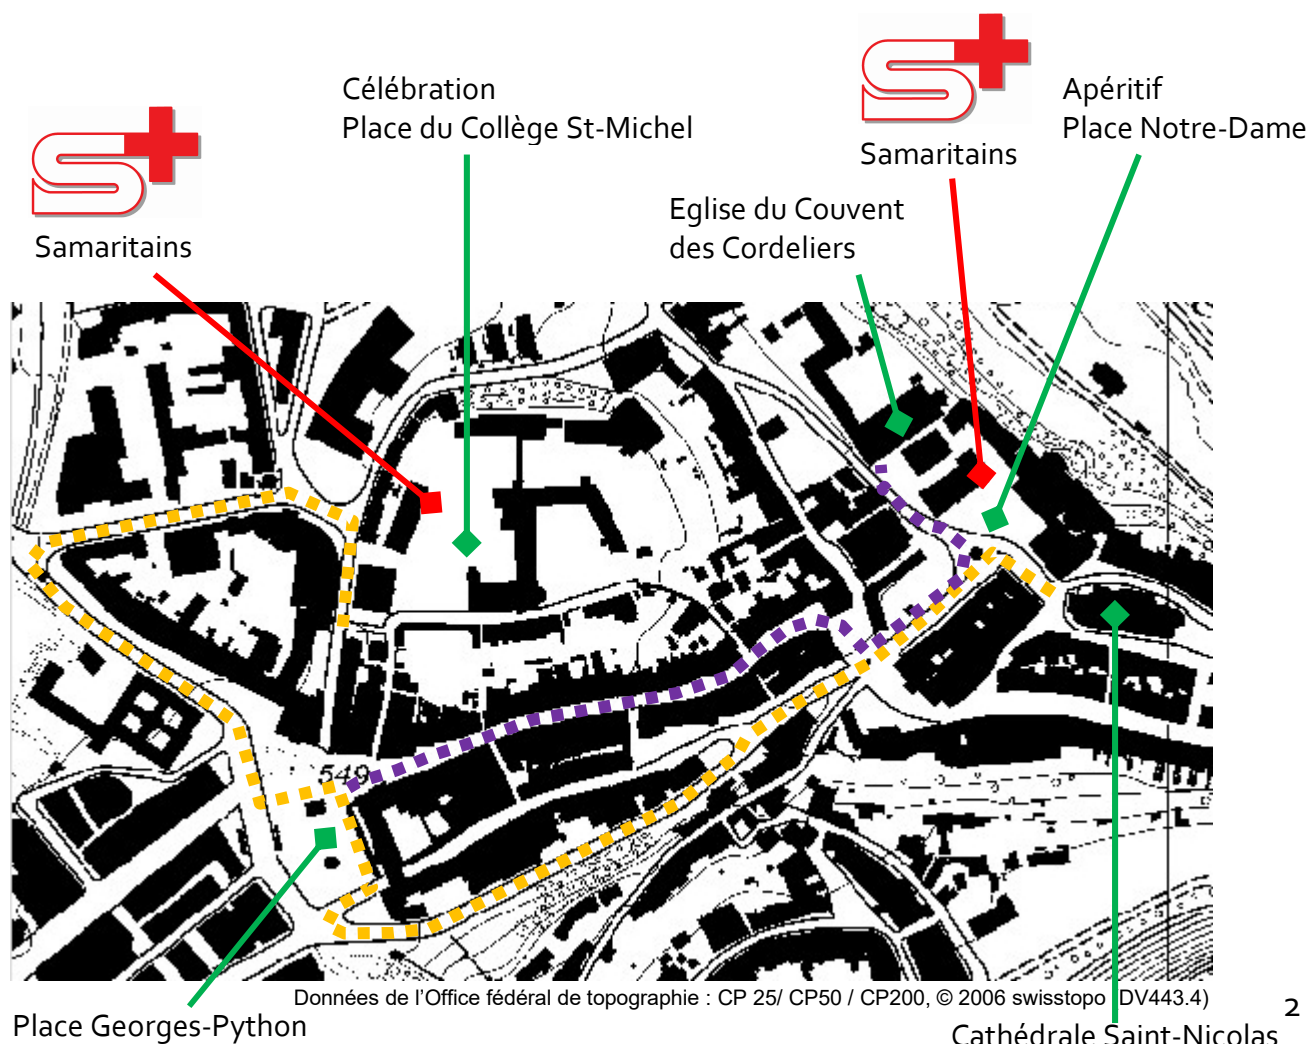 Célébration
Place du Collège St-Michel
Apéritif
Place Notre-Dame
Samaritains
Eglise du Couvent
des Cordeliers
Samaritains
549
Données de l'Office fédéral de topographie : CP 25/ CP50 / CP200, © 2006 swisstopo DV443.4)
2
Place Georges-Python
Cathédrale Saint-Nicolas